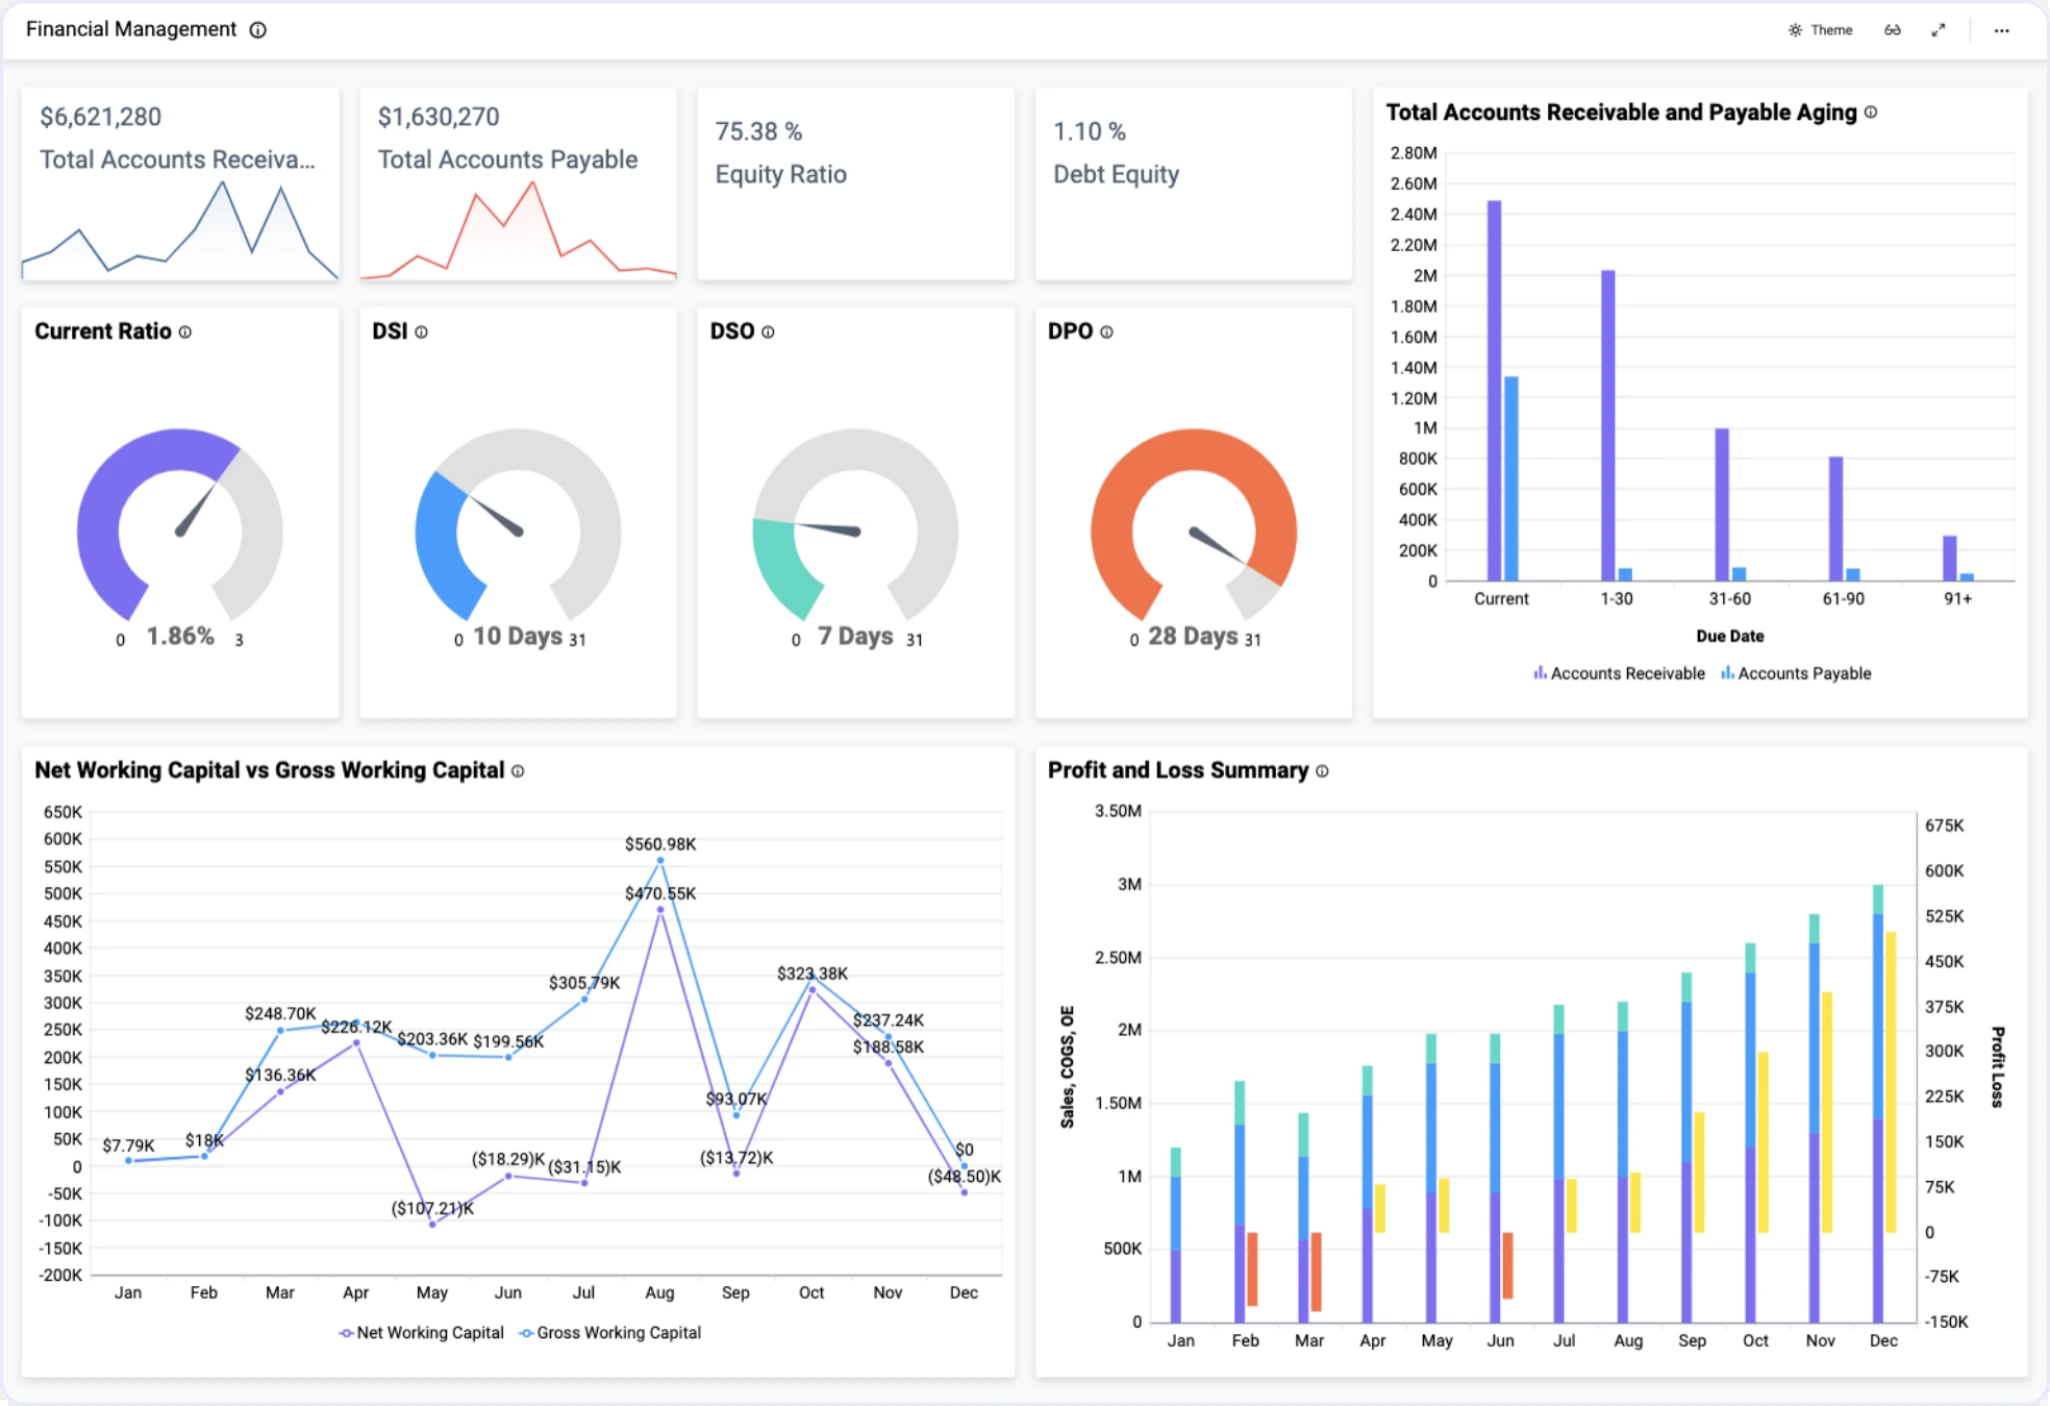 Financial Management
Theme
$6,621,280
Total Accounts Receiva...
$1,630,270
Total Accounts Payable
75.38 %
Equity Ratio
1.10 %
Debt Equity
Total Accounts Receivable and Payable Aging
2.80M
2.60M
2.40M
2.20M
2M
1.80M
1.60M
1.40M
1.20M
1M
800K
600K
400K
200K
0
Current 1-30 31-60 61-90 91+
Due Date
Accounts Receivable Accounts Payable
Current Ratio
0 1.86% 3
DSI
0 10 Days 31
DSO
0 7 Days 31
DPO
0 28 Days 31
Net Working Capital vs Gross Working Capital
650K
600K
550K
500K
450K
400K
350K
300K
250K
200K
150K
100K
50K
0
-50K
-100K
-150K
-200K
$7.79K
$18K
$248.70K
$136.36K
$226.12K
$203.36K
($107.21)K
$199.56K
($18.29)K
$305.79K
($31.15)K
$560.98K
$470.55K
$93.07K
($13.72)K
$323.38K
$237.24K
$188.58K
$0
($48.50)K
Jan Feb Mar Apr May Jun Jul Aug Sep Oct Nov Dec
Net Working Capital Gross Working Capital
Profit and Loss Summary
Sales, COGS, OE
3.50M
3M
2.50M
2M
1.50M
1M
500K
0
675K
600K
525K
450K
375K
300K
225K
150K
75K
0
-75K
-150K
Profit Loss
Jan Feb Mar Apr May Jun Jul Aug Sep Oct Nov Dec